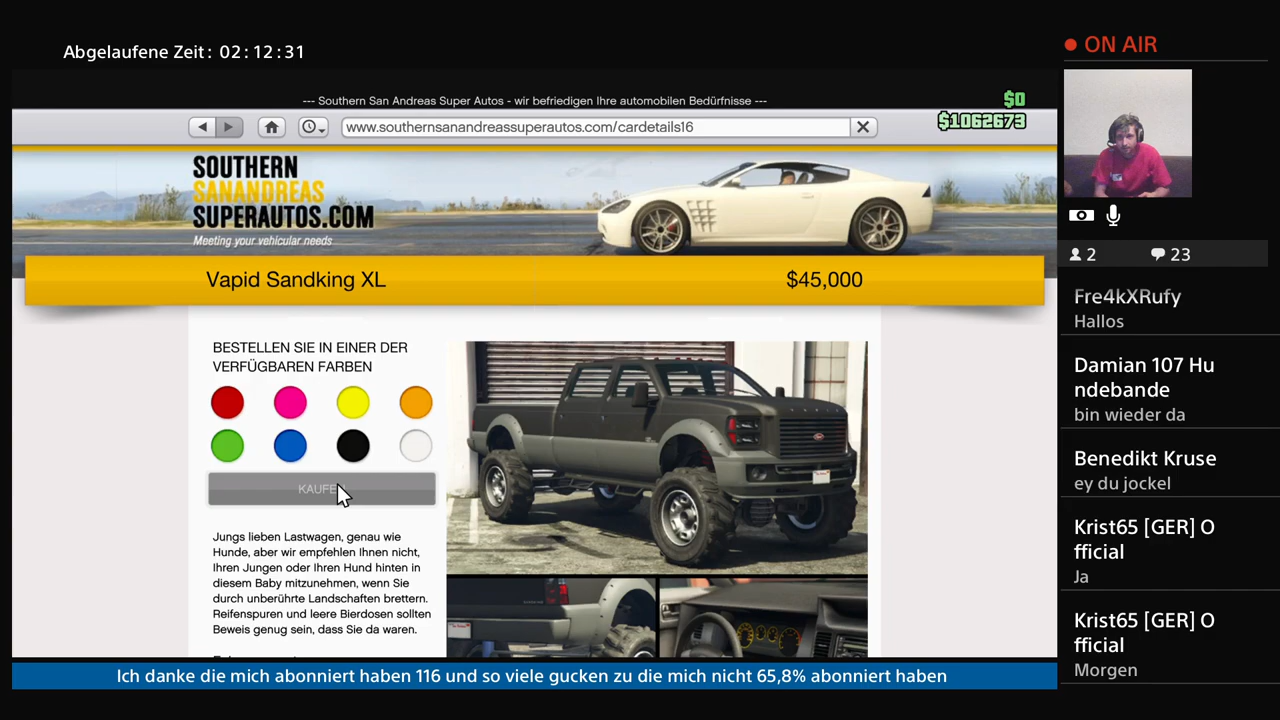 Abgelaufene Zeit: 02:12:31
ON AIR
--- Southern San Andreas Super Autos - wir befriedigen Ihre automobilen Bedürfnisse ---
$0
www.southernsanandreassuperautos.com/cardetails16
$1062673
SOUTHERN
SANANDREAS
SUPERAUTOS.COM
Meeting your vehicular needs
Vapid Sandking XL
$45,000
BESTELLEN SIE IN EINER DER
VERFÜGBAREN FARBEN
KAUFE
Jungs lieben Lastwagen, genau wie
Hunde, aber wir empfehlen Ihnen nicht,
Ihren Jungen oder Ihren Hund hinten in
diesem Baby mitzunehmen, wenn Sie
durch unberührte Landschaften brettern.
Reifenspuren und leere Bierdosen sollten
Beweis genug sein, dass Sie da waren.
2
23
Fre4kXRufy
Hallos
Damian 107 Hu
ndebande
bin wieder da
Benedikt Kruse
ey du jockel
Krist65 [GER] O
fficial
Ja
Krist65 [GER] O
fficial
Morgen
Ich danke die mich abonniert haben 116 und so viele gucken zu die mich nicht 65,8% abonniert haben